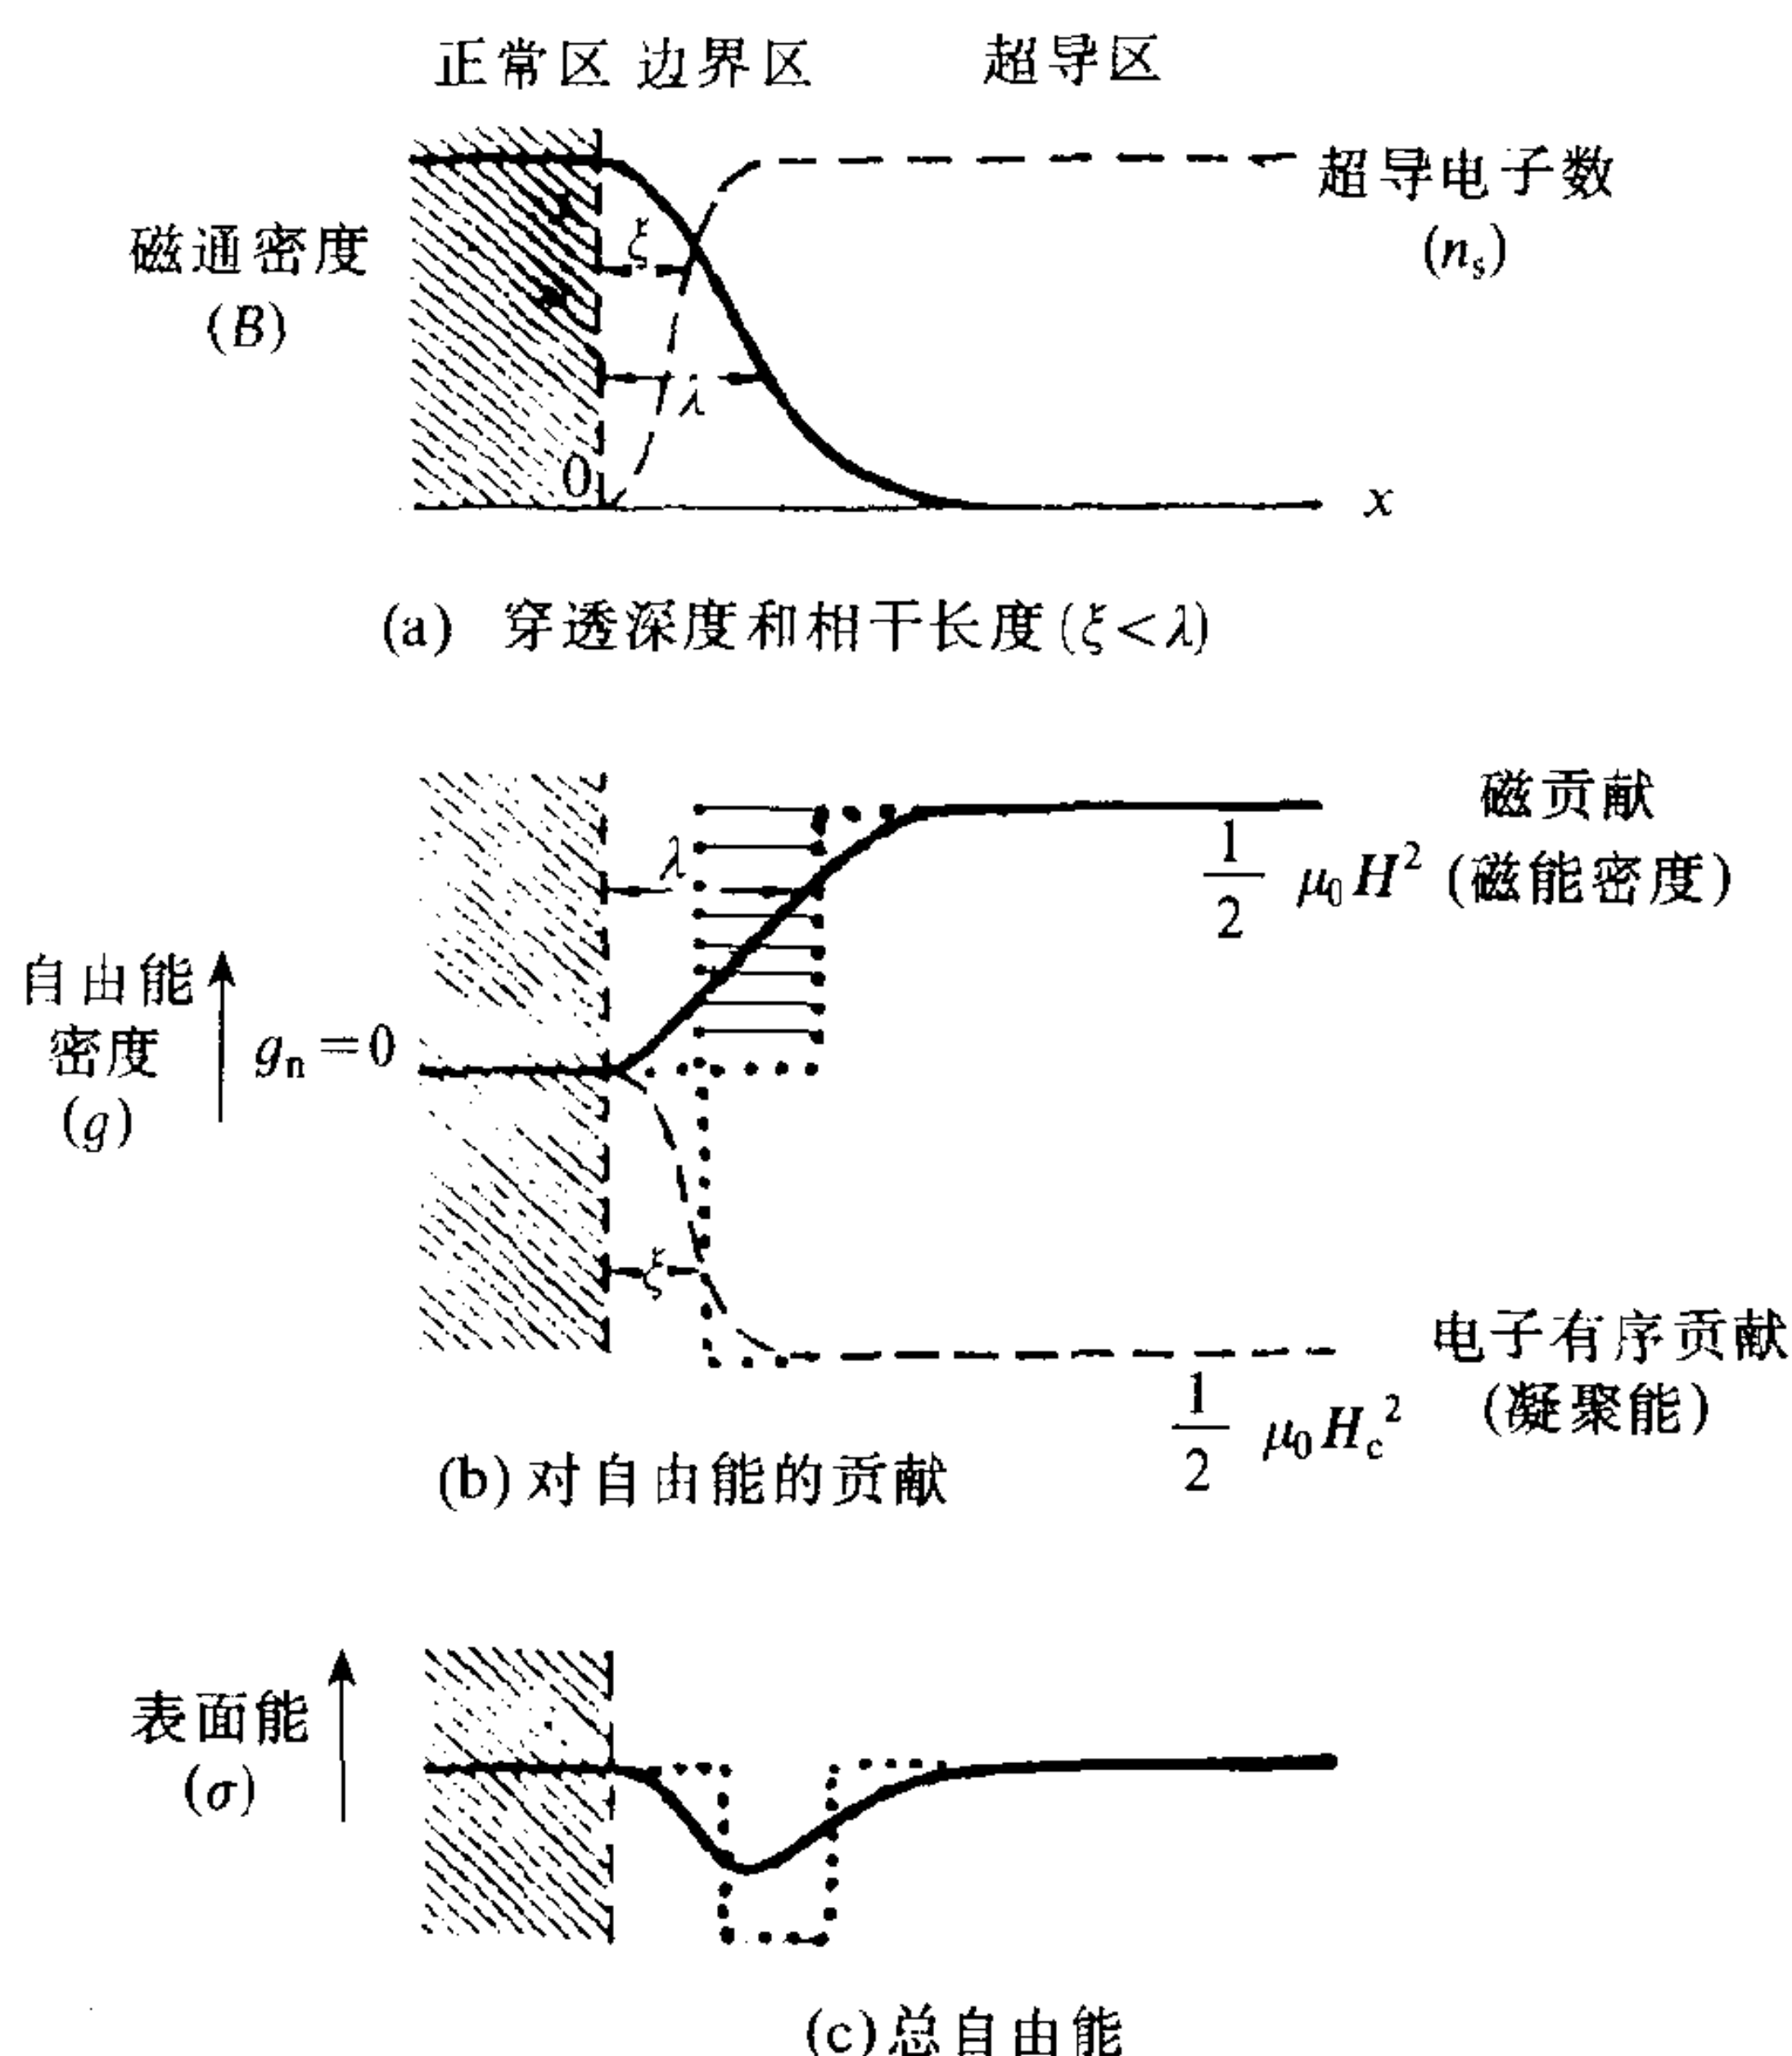 正常区 边界区 超导区
超导电子数
(nₛ)
磁通密度
(B)
ξ
λ
0
x
(a) 穿透深度和相干长度(ξ<λ)
磁贡献
1/2 μ₀H² (磁能密度)
λ
自由能
密度
(g)
gₙ=0
ξ
电子有序贡献
(凝聚能)
1/2 μ₀H_c²
(b) 对自由能的贡献
表面能
(σ)
(c) 总自由能